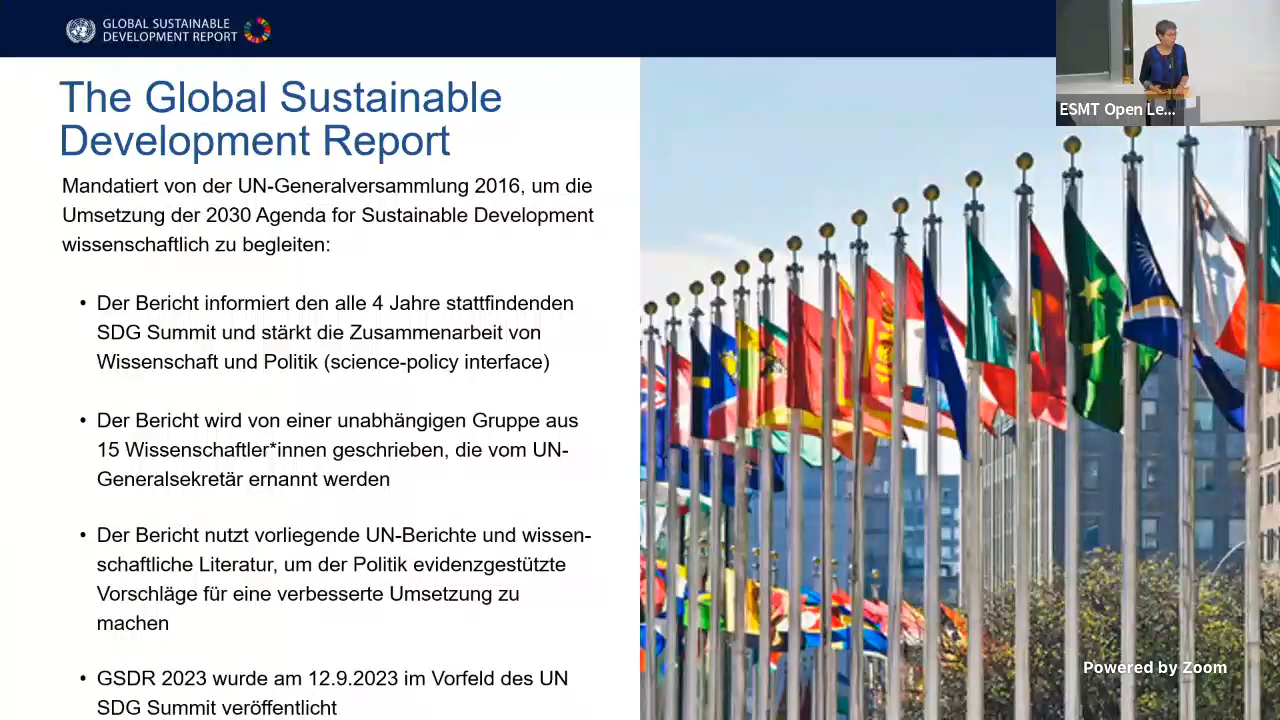 GLOBAL SUSTAINABLE
DEVELOPMENT REPORT
ESMT Open Le...
The Global Sustainable
Development Report
Mandatiert von der UN-Generalversammlung 2016, um die
Umsetzung der 2030 Agenda for Sustainable Development
wissenschaftlich zu begleiten:
• Der Bericht informiert den alle 4 Jahre stattfindenden
SDG Summit und stärkt die Zusammenarbeit von
Wissenschaft und Politik (science-policy interface)
• Der Bericht wird von einer unabhängigen Gruppe aus
15 Wissenschaftler*innen geschrieben, die vom UN-
Generalsekretär ernannt werden
• Der Bericht nutzt vorliegende UN-Berichte und wissen-
schaftliche Literatur, um der Politik evidenzgestützte
Vorschläge für eine verbesserte Umsetzung zu
machen
• GSDR 2023 wurde am 12.9.2023 im Vorfeld des UN
SDG Summit veröffentlicht
Powered by Zoom